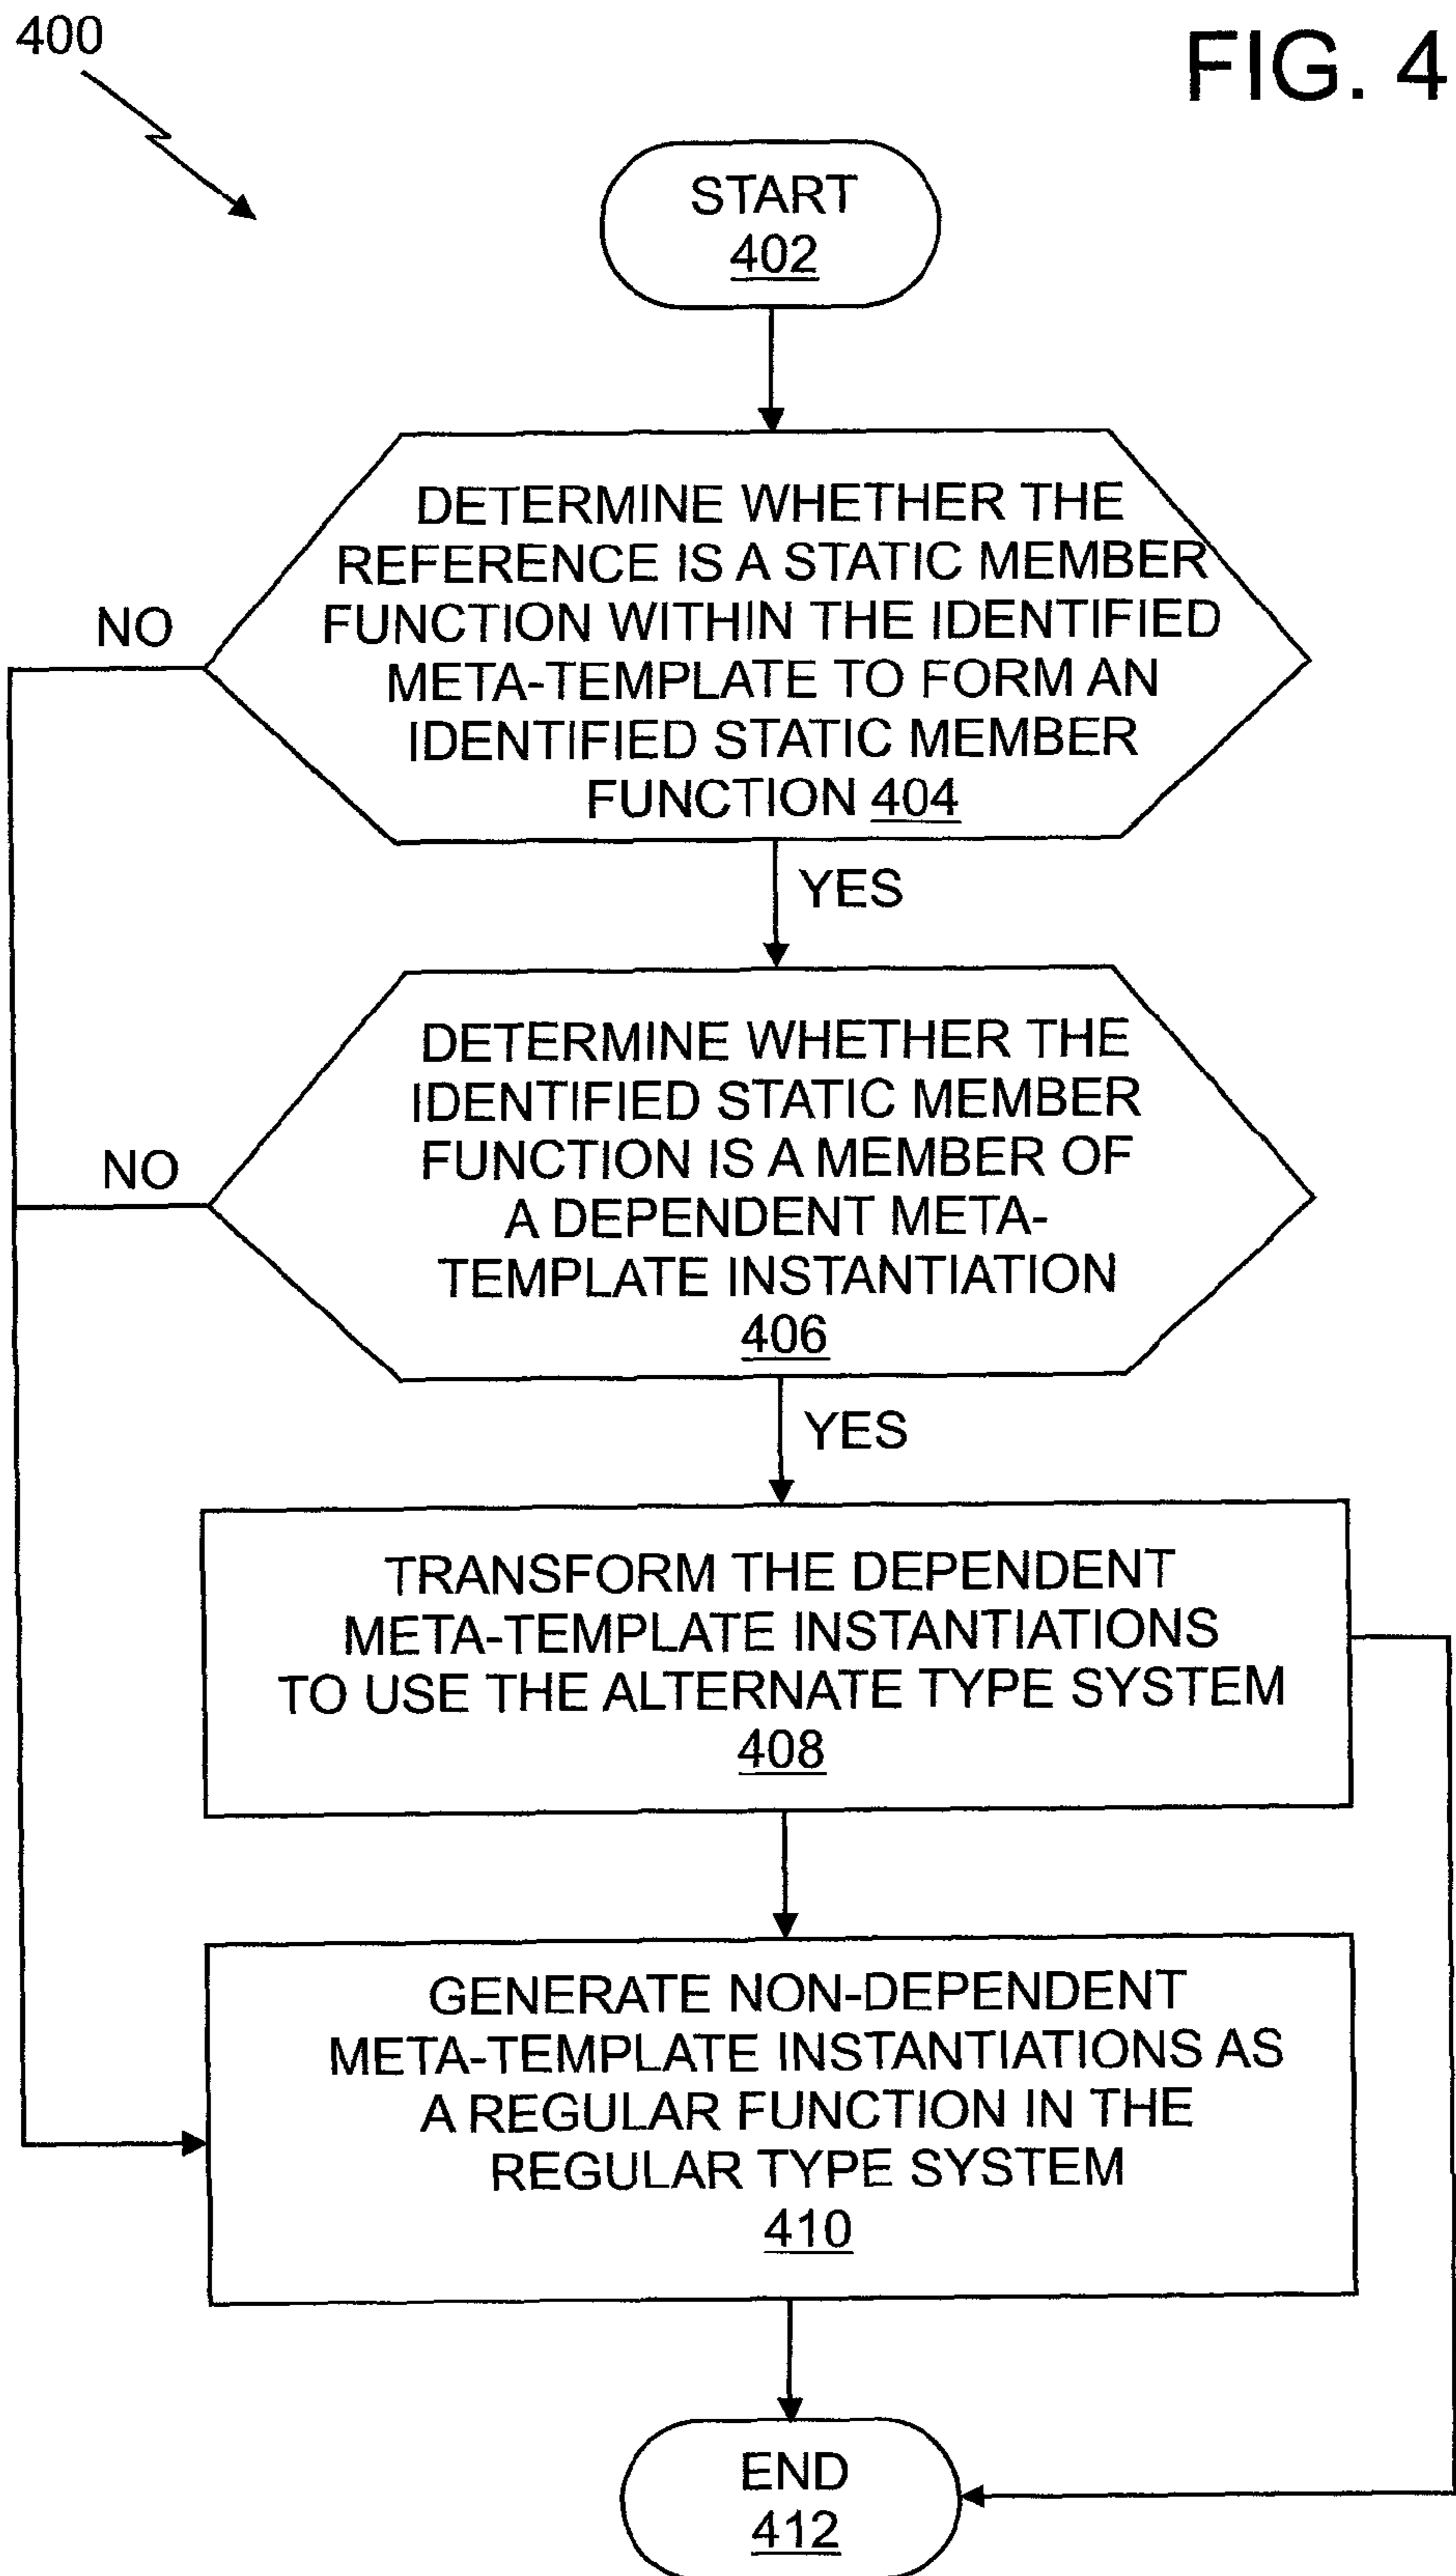 400
FIG. 4
START
402
DETERMINE WHETHER THE
REFERENCE IS A STATIC MEMBER
FUNCTION WITHIN THE IDENTIFIED
META-TEMPLATE TO FORM AN
IDENTIFIED STATIC MEMBER
FUNCTION 404
NO
YES
DETERMINE WHETHER THE
IDENTIFIED STATIC MEMBER
FUNCTION IS A MEMBER OF
A DEPENDENT META-
TEMPLATE INSTANTIATION
406
NO
YES
TRANSFORM THE DEPENDENT
META-TEMPLATE INSTANTIATIONS
TO USE THE ALTERNATE TYPE SYSTEM
408
GENERATE NON-DEPENDENT
META-TEMPLATE INSTANTIATIONS AS
A REGULAR FUNCTION IN THE
REGULAR TYPE SYSTEM
410
END
412